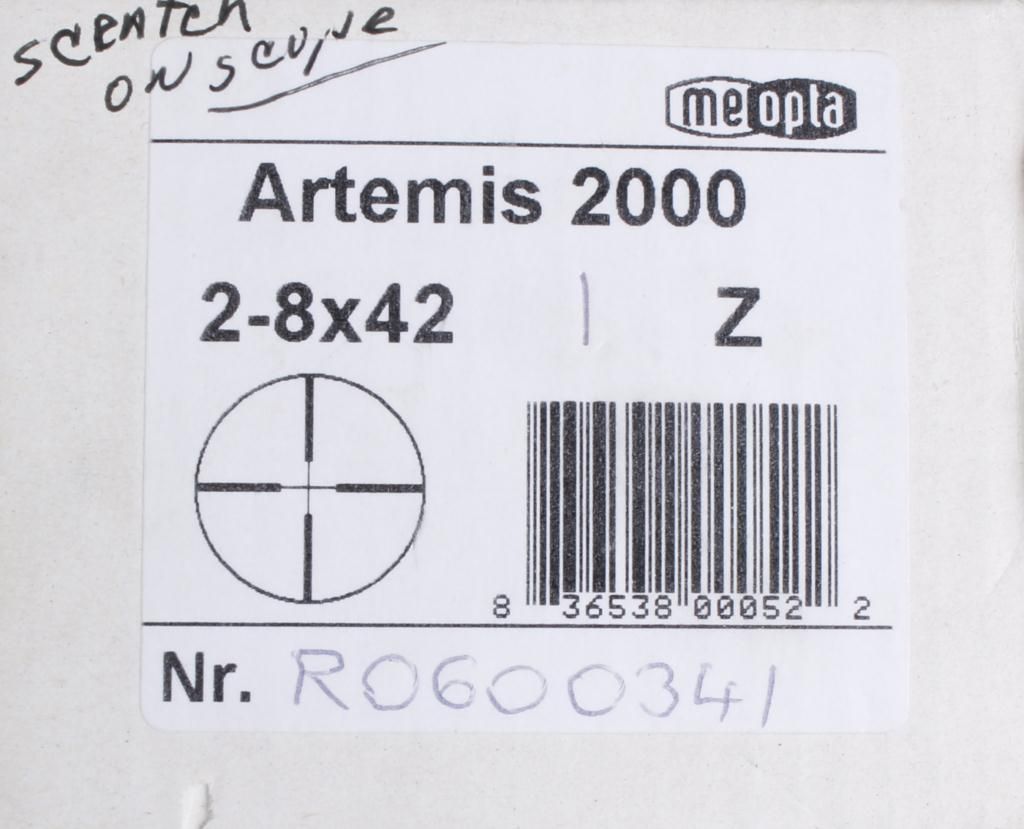 SCRATCH
ON SCOPE
meopta
Artemis 2000
2-8x42 | Z
8 36538 00052 2
Nr. R0600341